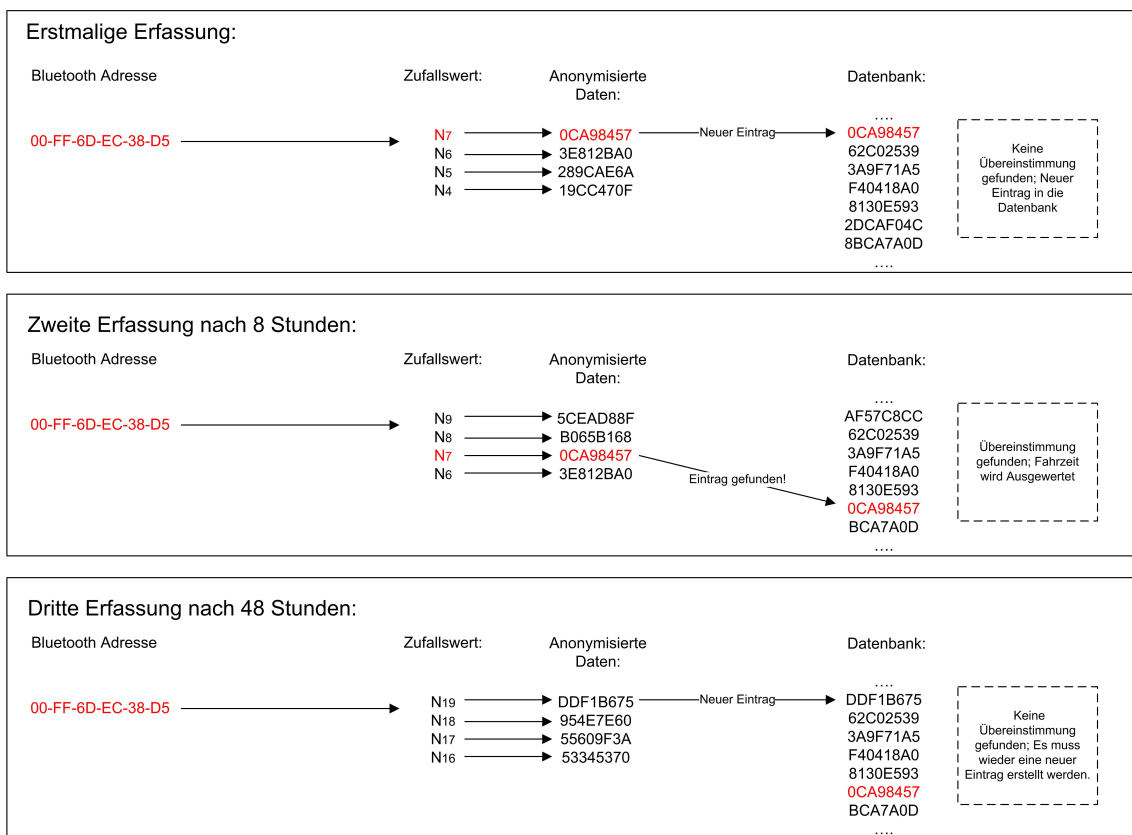 Erstmalige Erfassung:
Bluetooth Adresse
Zufallswert:
Anonymisierte
Daten:
Datenbank:
00-FF-6D-EC-38-D5
N7
N6
N5
N4
0CA98457
3E812BA0
289CAE6A
19CC470F
Neuer Eintrag
....
0CA98457
62C02539
3A9F71A5
F40418A0
8130E593
2DCAF04C
8BCA7A0D
....
Keine
Übereinstimmung
gefunden; Neuer
Eintrag in die
Datenbank
Zweite Erfassung nach 8 Stunden:
Bluetooth Adresse
Zufallswert:
Anonymisierte
Daten:
Datenbank:
00-FF-6D-EC-38-D5
N9
N8
N7
N6
5CEAD88F
B065B168
0CA98457
3E812BA0
Eintrag gefunden!
....
AF57C8CC
62C02539
3A9F71A5
F40418A0
8130E593
0CA98457
BCA7A0D
....
Übereinstimmung
gefunden; Fahrzeit
wird Ausgewertet
Dritte Erfassung nach 48 Stunden:
Bluetooth Adresse
Zufallswert:
Anonymisierte
Daten:
Datenbank:
00-FF-6D-EC-38-D5
N19
N18
N17
N16
DDF1B675
954E7E60
55609F3A
53345370
Neuer Eintrag
....
DDF1B675
62C02539
3A9F71A5
F40418A0
8130E593
0CA98457
BCA7A0D
....
Keine
Übereinstimmung
gefunden; Es muss
wieder eine neuer
Eintrag erstellt werden.